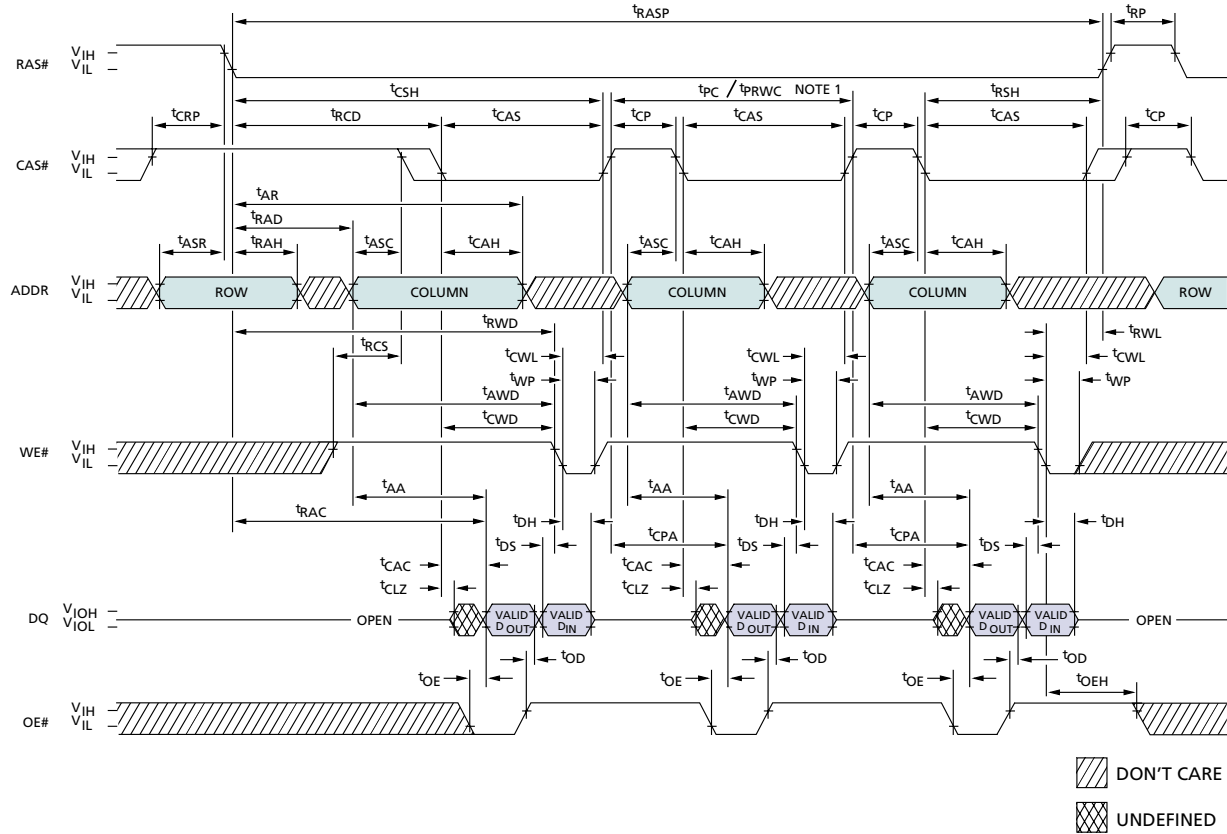 tRASP tRP
RAS# VIH
VIL
tCSH tPC / tPRWC NOTE 1 tRSH
tCRP tRCD tCAS tCP tCAS tCP tCAS tCP
CAS# VIH
VIL
tAR
tRAD
tASR tRAH tASC tCAH tASC tCAH tASC tCAH
ADDR VIH
VIL ROW COLUMN COLUMN COLUMN ROW
tRWD tRWL
tRCS tCWL tCWL tCWL
tWP tWP tWP
tAWD tAWD tAWD
tCWD tCWD tCWD
WE# VIH
VIL
tAA tAA tAA
tRAC tDH tDH tDH
tCPA tCPA
tDS tDS tDS
tCAC tCAC tCAC
tCLZ tCLZ tCLZ
DQ VIOH
VIOL OPEN VALID DOUT VALID DIN VALID DOUT VALID DIN VALID DOUT VALID DIN OPEN
tOD tOD tOD
tOE tOE tOE tOEH
OE# VIH
VIL
DON'T CARE
UNDEFINED